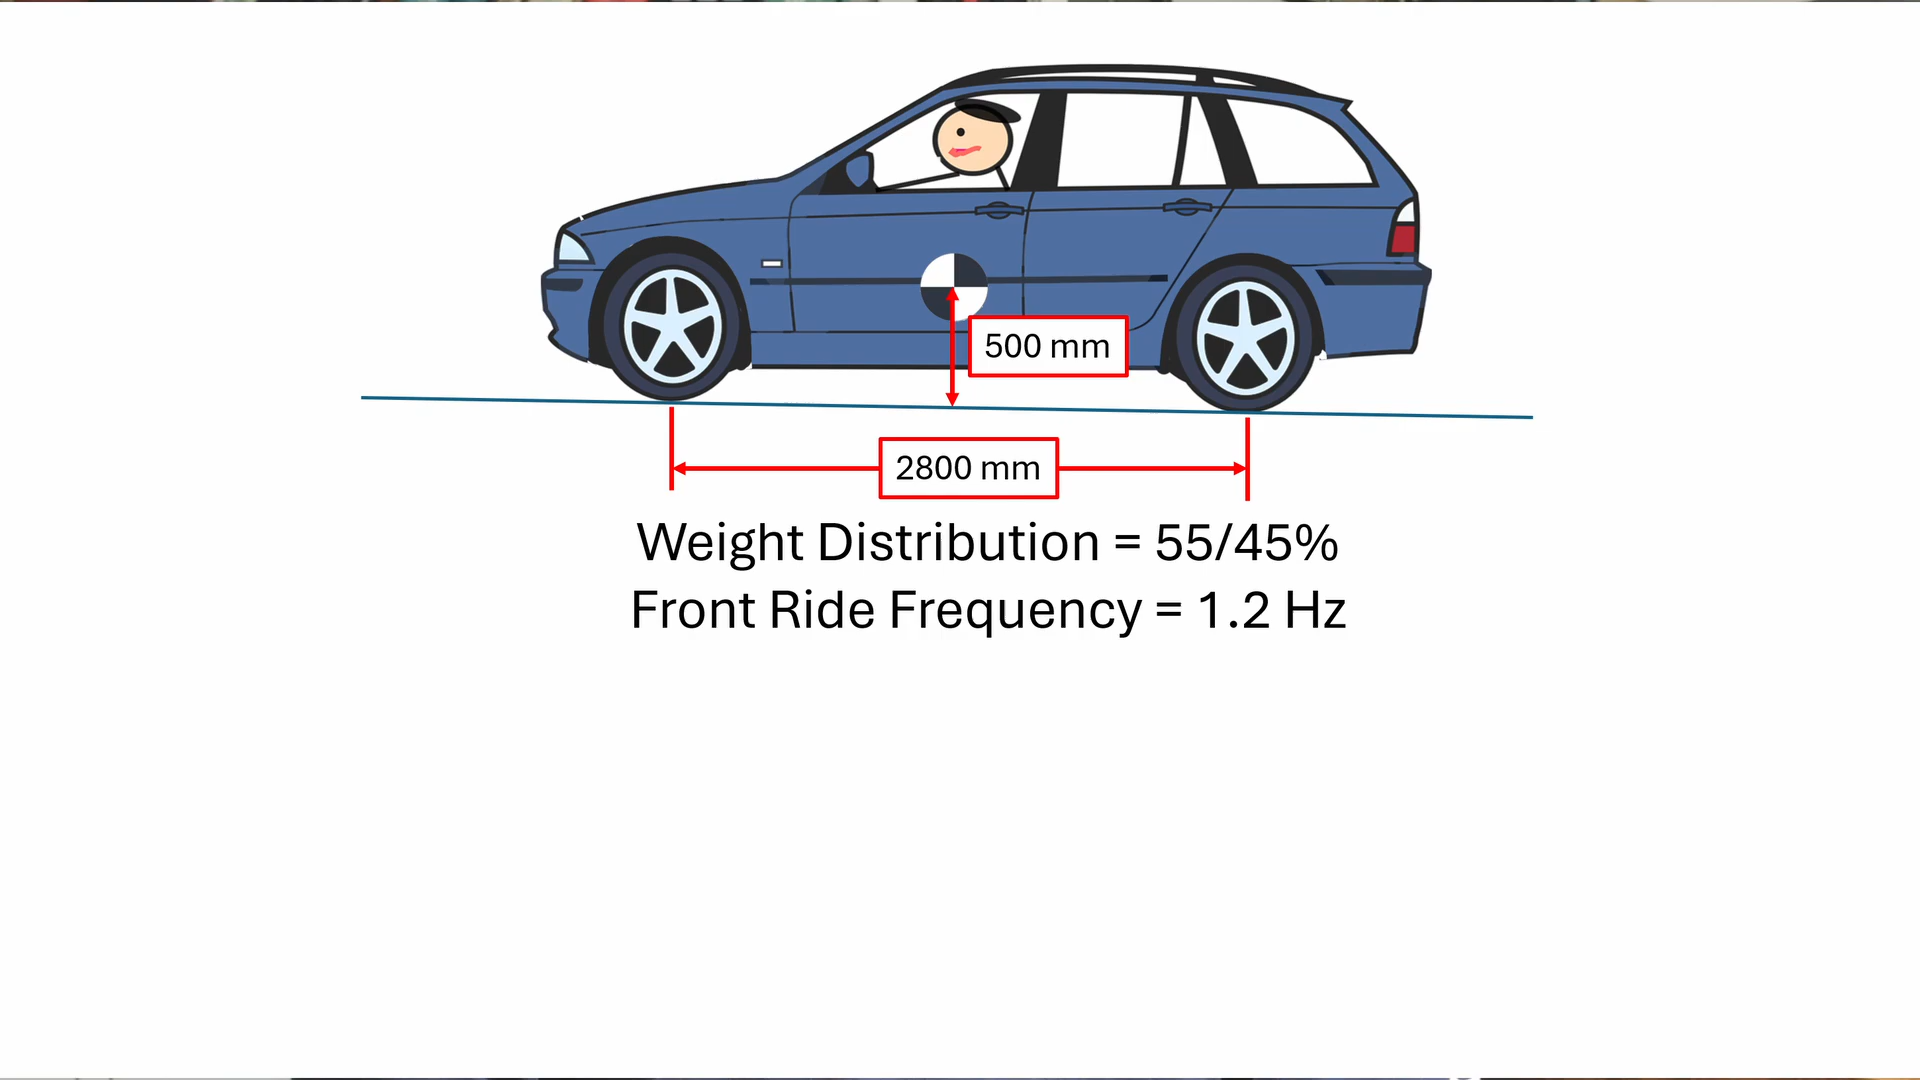 500 mm
2800 mm
Weight Distribution = 55/45%
Front Ride Frequency = 1.2 Hz